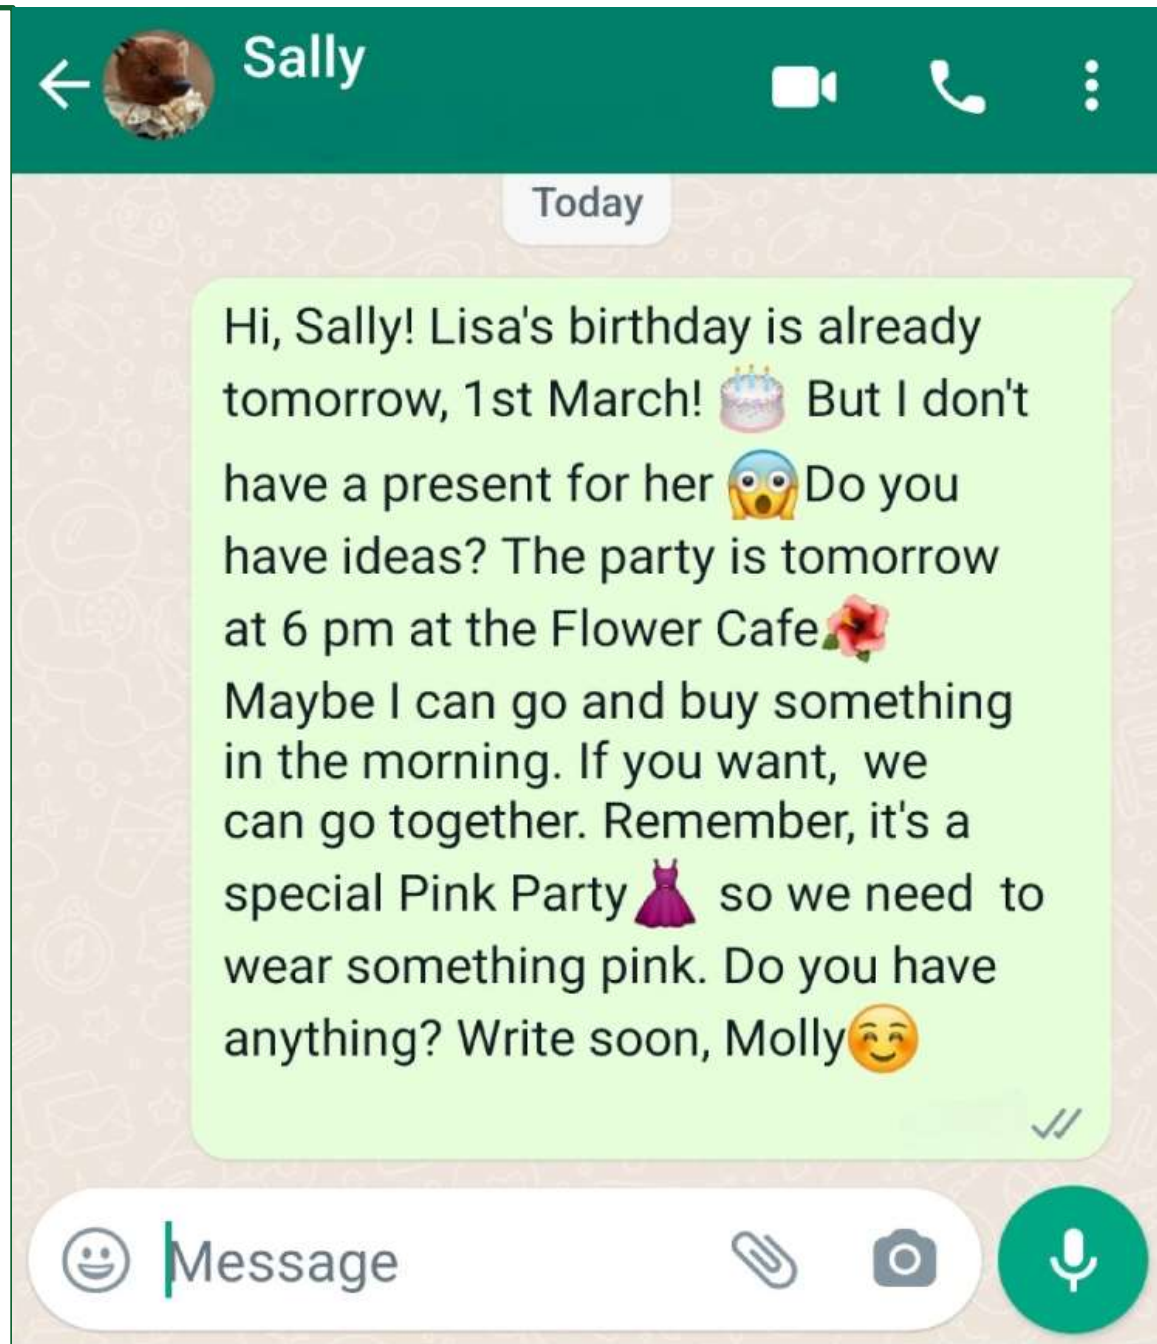 Sally
Today
Hi, Sally! Lisa's birthday is already
tomorrow, 1st March! 🎂 But I don't
have a present for her 😱Do you
have ideas? The party is tomorrow
at 6 pm at the Flower Cafe🌺
Maybe I can go and buy something
in the morning. If you want,  we
can go together. Remember, it's a
special Pink Party👗 so we need  to
wear something pink. Do you have
anything? Write soon, Molly☺️
Message